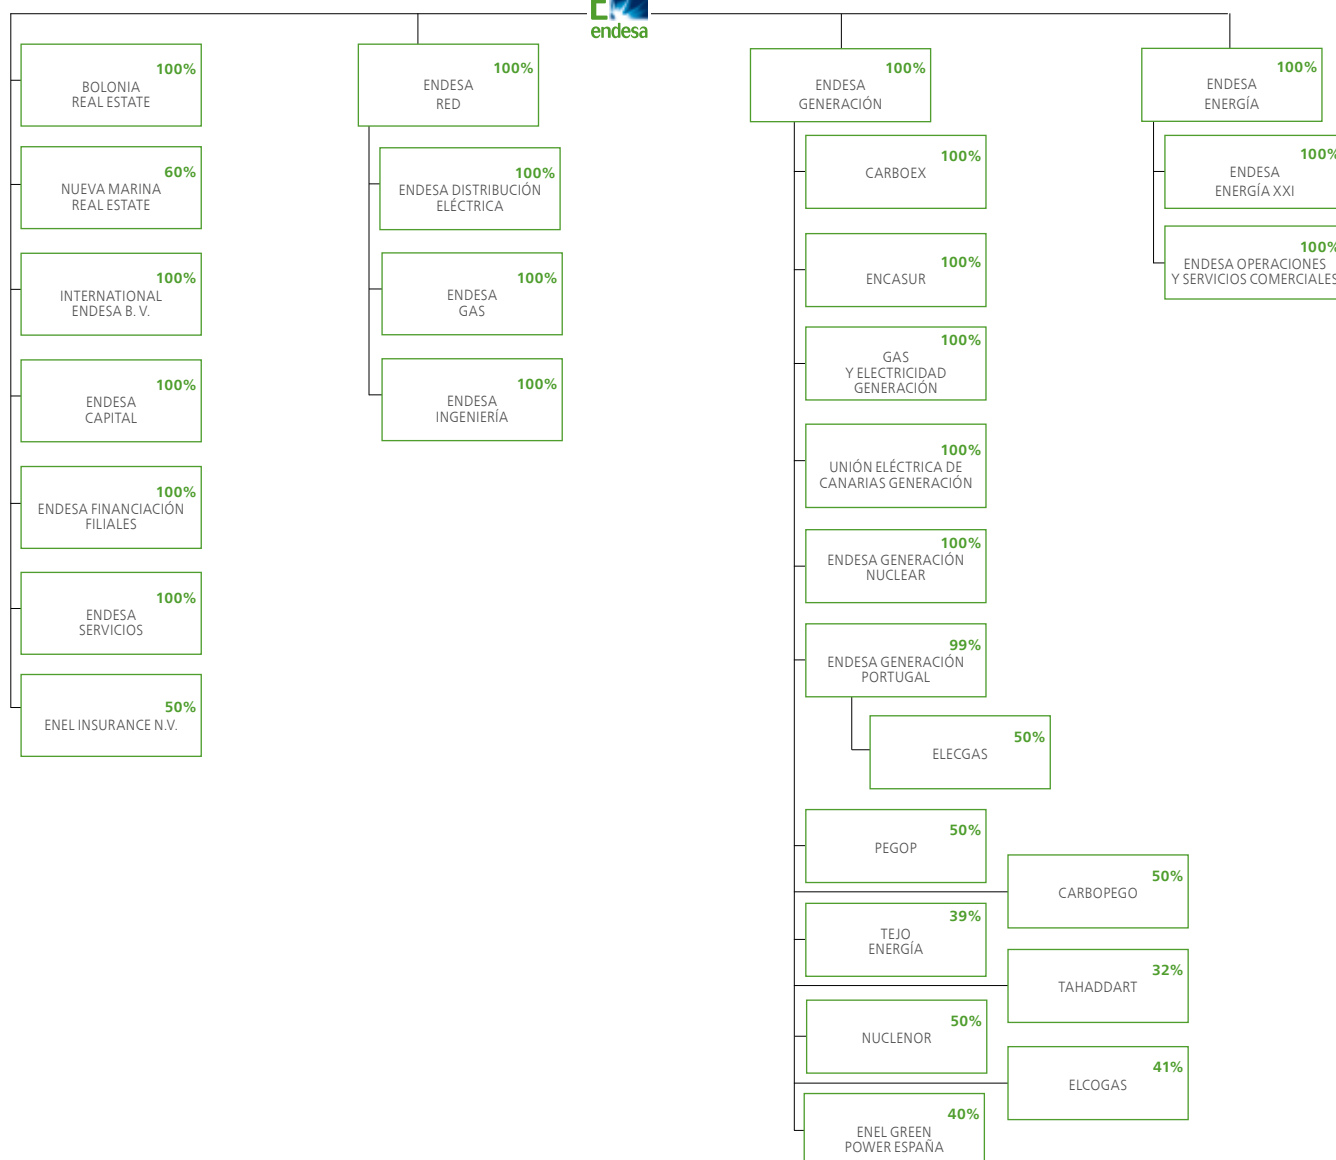 endesa
100%
BOLONIA
REAL ESTATE
60%
NUEVA MARINA
REAL ESTATE
100%
INTERNATIONAL
ENDESA B. V.
100%
ENDESA
CAPITAL
100%
ENDESA FINANCIACIÓN
FILIALES
100%
ENDESA
SERVICIOS
50%
ENEL INSURANCE N.V.
100%
ENDESA
RED
100%
ENDESA DISTRIBUCIÓN
ELÉCTRICA
100%
ENDESA
GAS
100%
ENDESA
INGENIERÍA
100%
ENDESA
GENERACIÓN
100%
CARBOEX
100%
ENCASUR
100%
GAS
Y ELECTRICIDAD
GENERACIÓN
100%
UNIÓN ELÉCTRICA DE
CANARIAS GENERACIÓN
100%
ENDESA GENERACIÓN
NUCLEAR
99%
ENDESA GENERACIÓN
PORTUGAL
50%
ELECGAS
50%
PEGOP
50%
CARBOPEGO
39%
TEJO
ENERGÍA
32%
TAHADDART
50%
NUCLENOR
41%
ELCOGAS
40%
ENEL GREEN
POWER ESPAÑA
100%
ENDESA
ENERGÍA
100%
ENDESA
ENERGÍA XXI
100%
ENDESA OPERACIONES
Y SERVICIOS COMERCIALES